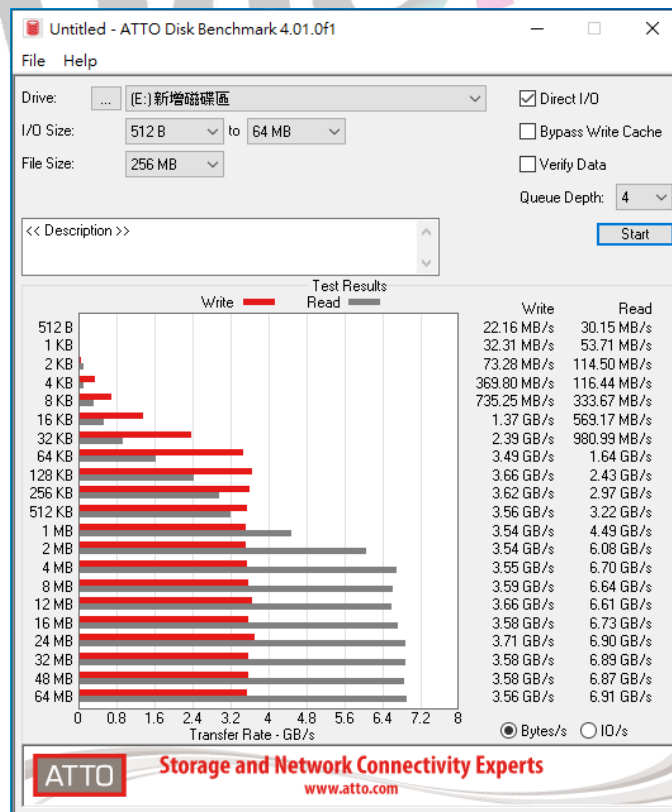 Untitled - ATTO Disk Benchmark 4.01.0f1
File Help
Drive: ... (E:)新增磁碟區 Direct I/O
I/O Size: 512 B to 64 MB Bypass Write Cache
File Size: 256 MB Verify Data
Queue Depth: 4
<< Description >> Start
Test Results
Write Read Write Read
512 B 22.16 MB/s 30.15 MB/s
1 KB 32.31 MB/s 53.71 MB/s
2 KB 73.28 MB/s 114.50 MB/s
4 KB 369.80 MB/s 116.44 MB/s
8 KB 735.25 MB/s 333.67 MB/s
16 KB 1.37 GB/s 569.17 MB/s
32 KB 2.39 GB/s 980.99 MB/s
64 KB 3.49 GB/s 1.64 GB/s
128 KB 3.66 GB/s 2.43 GB/s
256 KB 3.62 GB/s 2.97 GB/s
512 KB 3.56 GB/s 3.22 GB/s
1 MB 3.54 GB/s 4.49 GB/s
2 MB 3.54 GB/s 6.08 GB/s
4 MB 3.55 GB/s 6.70 GB/s
8 MB 3.59 GB/s 6.64 GB/s
12 MB 3.66 GB/s 6.61 GB/s
16 MB 3.58 GB/s 6.73 GB/s
24 MB 3.71 GB/s 6.90 GB/s
32 MB 3.58 GB/s 6.89 GB/s
48 MB 3.58 GB/s 6.87 GB/s
64 MB 3.56 GB/s 6.91 GB/s
0 0.8 1.6 2.4 3.2 4 4.8 5.6 6.4 7.2 8
Transfer Rate - GB/s Bytes/s IO/s
ATTO Storage and Network Connectivity Experts
www.atto.com